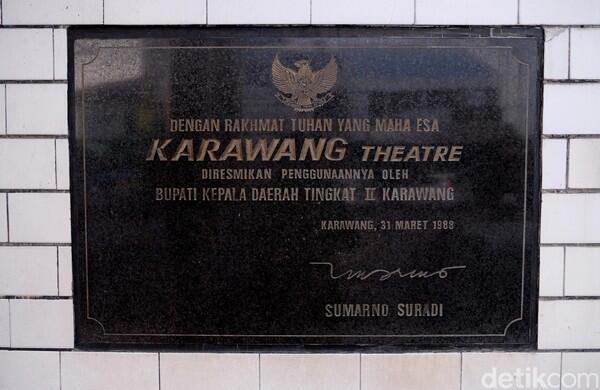 DENGAN RAKHMAT TUHAN YANG MAHA ESA
KARAWANG THEATRE
DIRESMIKAN PENGGUNAANNYA OLEH
BUPATI KEPALA DAERAH TINGKAT II KARAWANG
KARAWANG, 31 MARET 1988
SUMARNO SURADI
detikcom